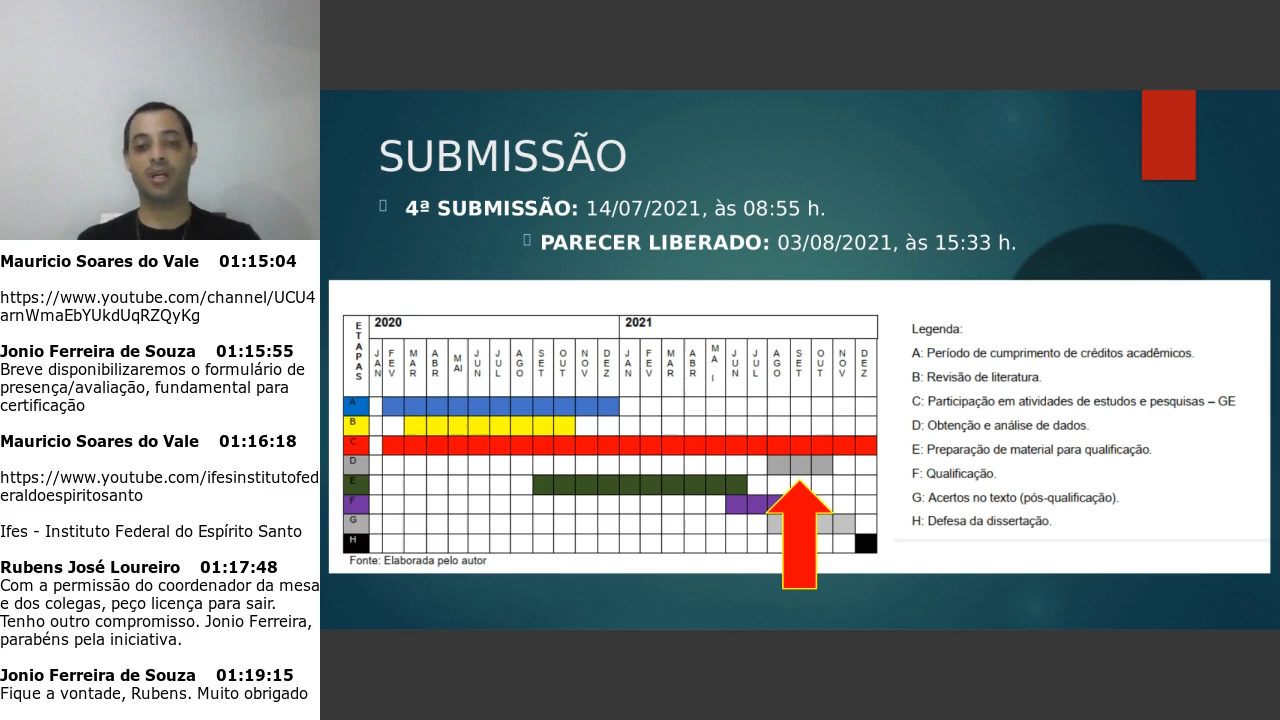 Mauricio Soares do Vale 01:15:04
https://www.youtube.com/channel/UCU4
arnWmaEbYUkdUqRZQyKg
Jonio Ferreira de Souza 01:15:55
Breve disponibilizaremos o formulário de
presença/avaliação, fundamental para
certificação
Mauricio Soares do Vale 01:16:18
https://www.youtube.com/ifesinstitutofed
eraldoespiritosanto
Ifes - Instituto Federal do Espírito Santo
Rubens José Loureiro 01:17:48
Com a permissão do coordenador da mesa
e dos colegas, peço licença para sair.
Tenho outro compromisso. Jonio Ferreira,
parabéns pela iniciativa.
Jonio Ferreira de Souza 01:19:15
Fique a vontade, Rubens. Muito obrigado
SUBMISSÃO
4ª SUBMISSÃO: 14/07/2021, às 08:55 h.
PARECER LIBERADO: 03/08/2021, às 15:33 h.
ETAPAS 2020 2021
JAN FEV MAR ABR MAI JUN JUL AGO SET OUT NOV DEZ JAN FEV MAR ABR MAI JUN JUL AGO SET OUT NOV DEZ
A
B
C
D
E
F
G
H
Fonte: Elaborada pelo autor
Legenda:
A: Período de cumprimento de créditos acadêmicos.
B: Revisão de literatura.
C: Participação em atividades de estudos e pesquisas – GE
D: Obtenção e análise de dados.
E: Preparação de material para qualificação.
F: Qualificação.
G: Acertos no texto (pós-qualificação).
H: Defesa da dissertação.